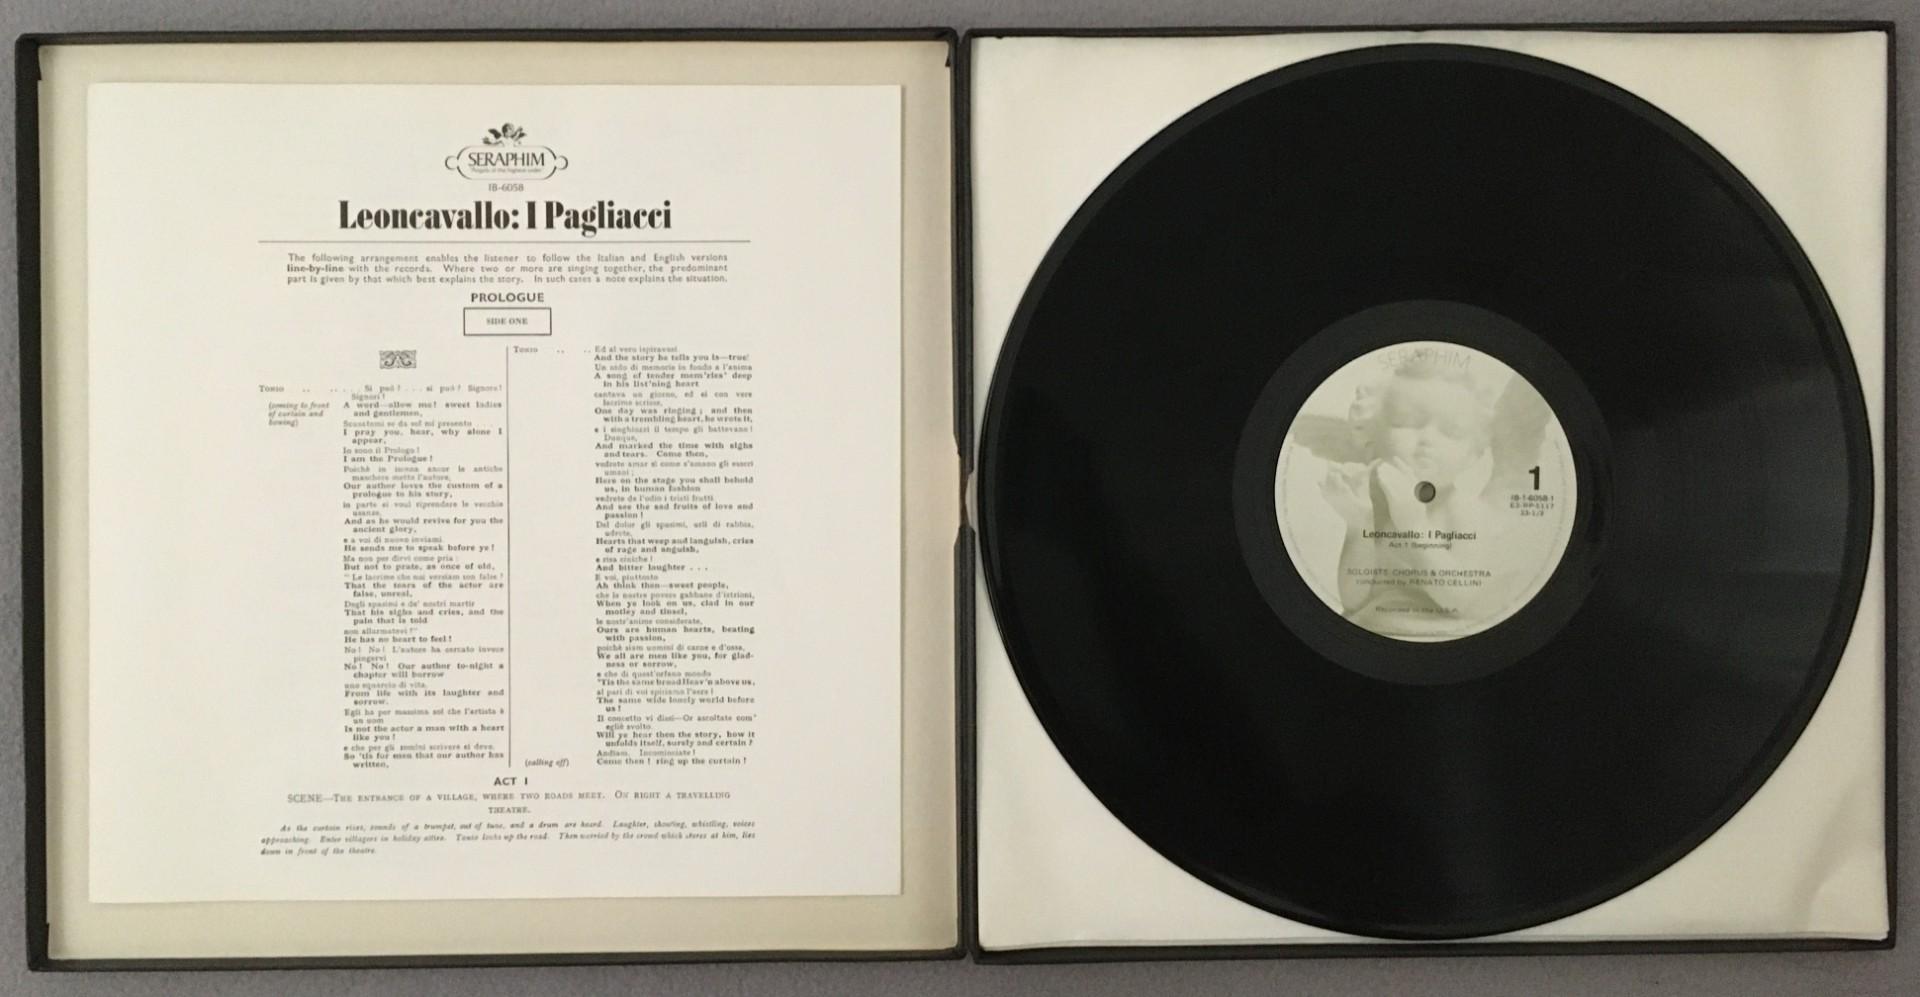 SERAPHIM
"Angels of the highest order"
IB-6058
Leoncavallo: I Pagliacci
The following arrangement enables the listener to follow the Italian and English versions
line-by-line with the records. Where two or more are singing together, the predominant
part is given by that which best explains the story. In such cases a note explains the situation.
PROLOGUE
SIDE ONE
TONIO .. .. . . . Si può? . . . si può? Signore!
Signori!
(coming to front
of curtain and
bowing)
A word—allow me! sweet ladies
and gentlemen,
Scusatemi se da sol mi presento . . .
I pray you, hear, why alone I
appear,
Io sono il Prologo!
I am the Prologue!
Poichè in iscena ancor le antiche
maschere mette l'autore,
Our author loves the custom of a
prologue to his story,
in parte ei vuol riprendere le vecchie
usanze,
And as he would revive for you the
ancient glory,
e a voi di nuovo inviami.
He sends me to speak before ye!
Ma non per dirvi come pria:
But not to prate, as once of old,
"Le lacrime che noi versiam son false!
That the tears of the actor are
false, unreal,
Degli spasimi e de' nostri martir
That his sighs and cries, and the
pain that is told
non allarmatevi!"
He has no heart to feel!
No! No! L'autore ha cercato invece
pingervi
No! No! Our author to-night a
chapter will borrow
uno squarcio di vita.
From life with its laughter and
sorrow.
Egli ha per massima sol che l'artista è
un uom
Is not the actor a man with a heart
like you!
e che per gli uomini scrivere ei deve.
So 'tis for men that our author has
written,
TONIO .. .. Ed al vero ispiravasi.
And the story he tells you is—true!
Un nido di memorie in fondo a l'anima
A song of tender mem'ries' deep
in his list'ning heart
cantava un giorno, ed ei con vere
lacrime scrisse,
One day was ringing; and then
with a trembling heart, he wrote it,
e i singhiozzi il tempo gli battevano!
Dunque,
And marked the time with sighs
and tears. Come then,
vedrete amar sì come s'amano gli esseri
umani;
Here on the stage you shall behold
us, in human fashion
vedrete de l'odio i tristi frutti.
And see the sad fruits of love and
passion!
Del dolor gli spasimi, urli di rabbia,
udrete,
Hearts that weep and languish, cries
of rage and anguish,
e risa ciniche!
And bitter laughter . . .
E voi, piuttosto
Ah think then—sweet people,
che le nostre povere gabbane d'istrioni,
When ye look on us, clad in our
motley and tinsel,
le nostr'anime considerate,
Ours are human hearts, beating
with passion,
poichè siam uomini di carne e d'ossa,
We all are men like you, for glad-
ness or sorrow,
e che di quest'orfano mondo
'Tis the same broad Heav'n above us,
al pari di voi spiriamo l'aere!
The same wide lonely world before
us!
Il concetto vi dissi—Or ascoltate com'
egli è svolto.
Will ye hear then the story, how it
unfolds itself, surely and certain?
Andiam. Incominciate!
(calling off) Come then! ring up the curtain!
ACT I
SCENE—THE ENTRANCE OF A VILLAGE, WHERE TWO ROADS MEET. ON RIGHT A TRAVELLING
THEATRE.
As the curtain rises, sounds of a trumpet, out of tune, and a drum are heard. Laughter, shouting, whistling, voices
approaching. Enter villagers in holiday attire. Tonio looks up the road. Then worried by the crowd which stares at him, lies
down in front of the theatre.
SERAPHIM
1
IB-1-6058-1
E3-RP-5117
33-1/3
Leoncavallo: I Pagliacci
Act 1 (beginning)
SOLOISTS, CHORUS & ORCHESTRA
conducted by RENATO CELLINI
Recorded in the U.S.A.